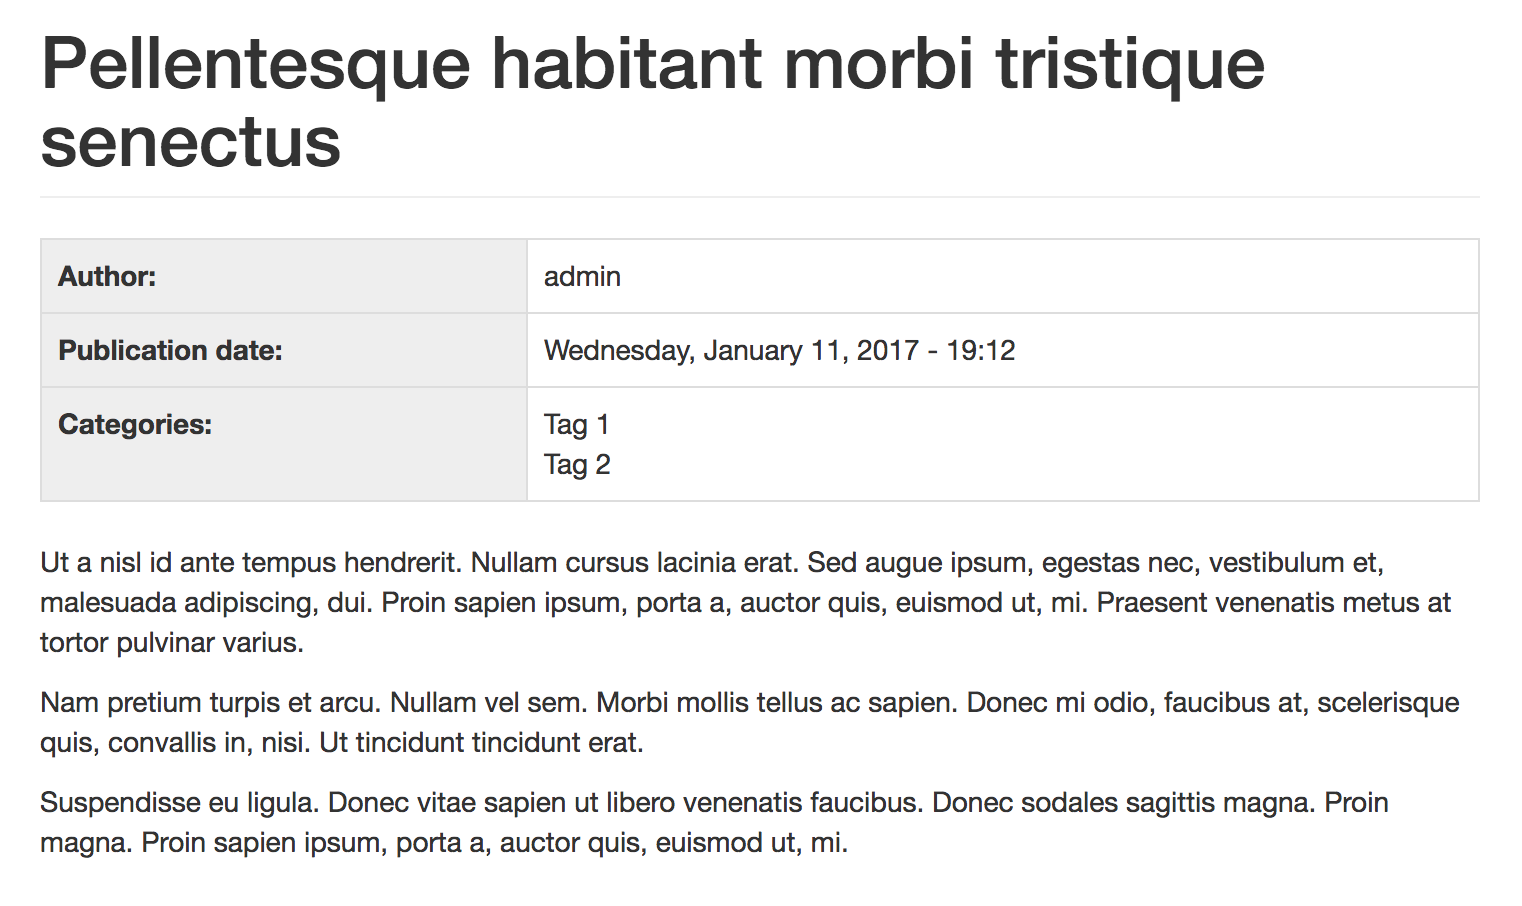 Pellentesque habitant morbi tristique
senectus
Author: admin
Publication date: Wednesday, January 11, 2017 - 19:12
Categories: Tag 1
Tag 2
Ut a nisl id ante tempus hendrerit. Nullam cursus lacinia erat. Sed augue ipsum, egestas nec, vestibulum et,
malesuada adipiscing, dui. Proin sapien ipsum, porta a, auctor quis, euismod ut, mi. Praesent venenatis metus at
tortor pulvinar varius.
Nam pretium turpis et arcu. Nullam vel sem. Morbi mollis tellus ac sapien. Donec mi odio, faucibus at, scelerisque
quis, convallis in, nisi. Ut tincidunt tincidunt erat.
Suspendisse eu ligula. Donec vitae sapien ut libero venenatis faucibus. Donec sodales sagittis magna. Proin
magna. Proin sapien ipsum, porta a, auctor quis, euismod ut, mi.